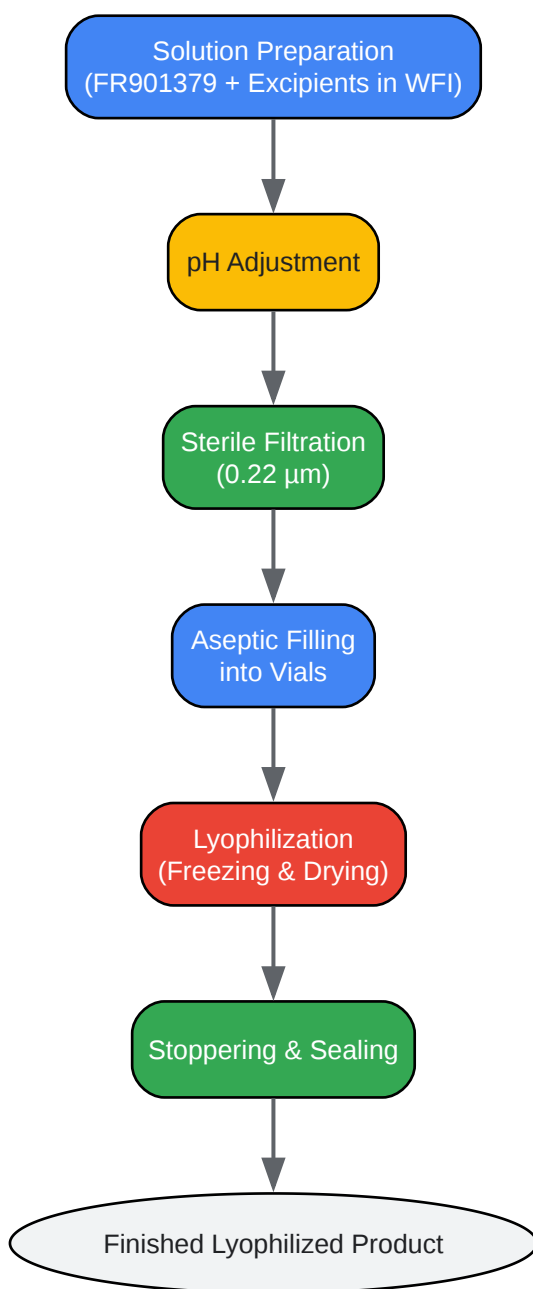 Solution Preparation
(FR901379 + Excipients in WFI)
pH Adjustment
Sterile Filtration
(0.22 µm)
Aseptic Filling
into Vials
Lyophilization
(Freezing & Drying)
Stoppering & Sealing
Finished Lyophilized Product